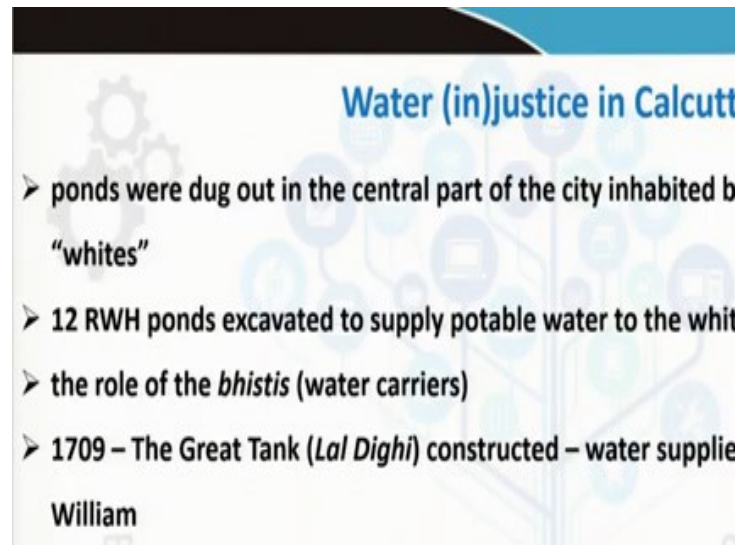 Water (in)justice in Calcutt
➤ ponds were dug out in the central part of the city inhabited b
“whites”
➤ 12 RWH ponds excavated to supply potable water to the whit
➤ the role of the bhistis (water carriers)
➤ 1709 – The Great Tank (Lal Dighi) constructed – water supplie
William